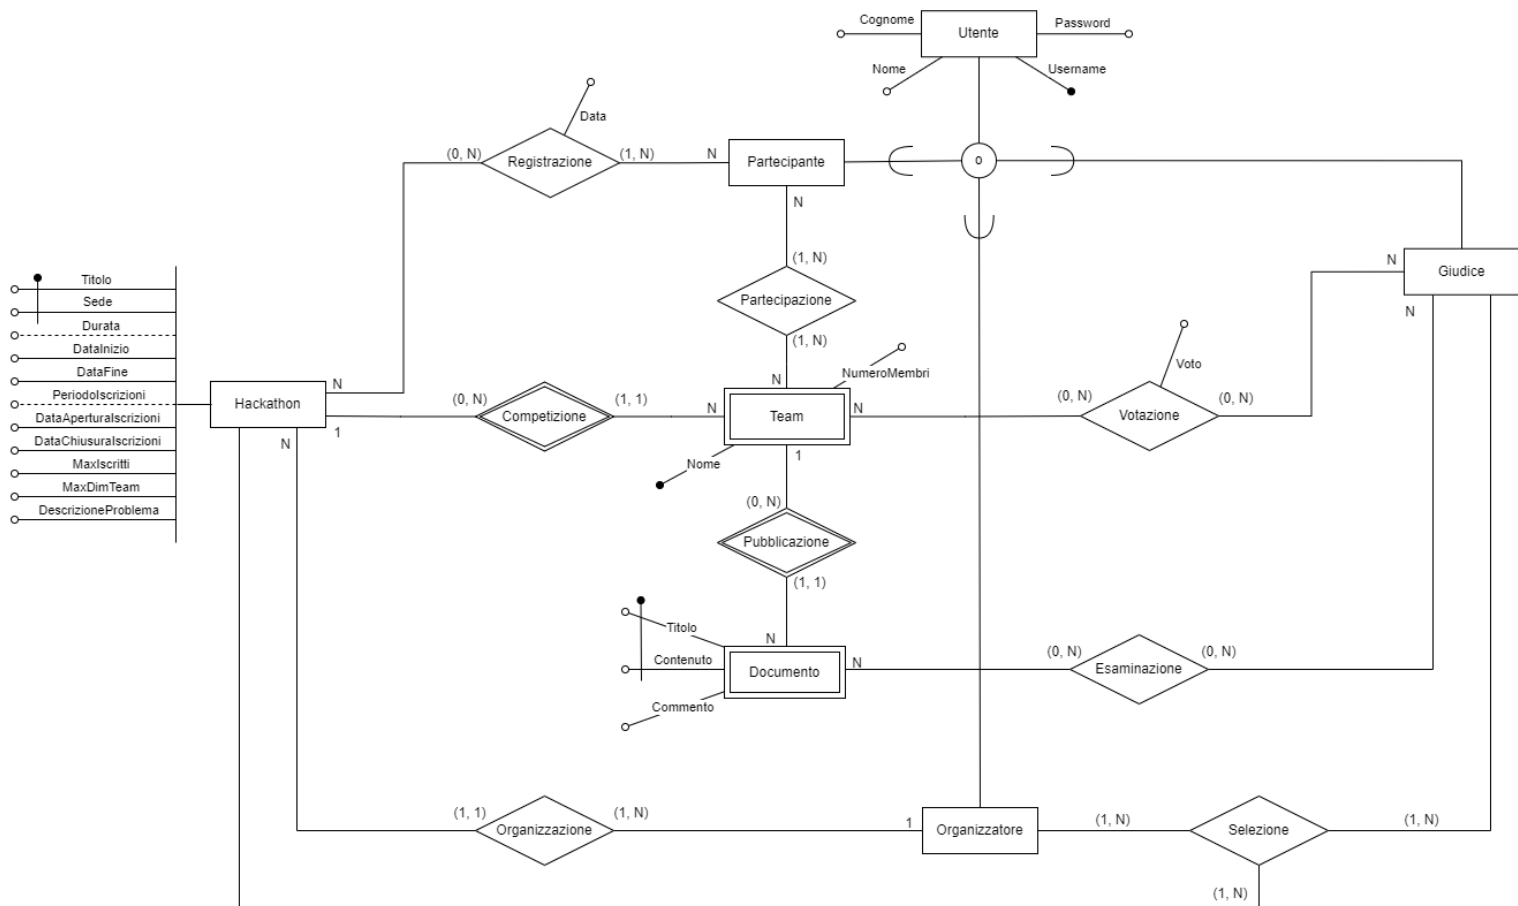 Cognome
Utente
Password
Nome
Username
Data
(0, N)
Registrazione
(1, N)
N
Partecipante
o
N
(1, N)
Partecipazione
(1, N)
N
Giudice
N
Titolo
Sede
Durata
DataInizio
DataFine
PeriodoIscrizioni
DataAperturaIscrizioni
DataChiusuraIscrizioni
MaxIscritti
MaxDimTeam
DescrizioneProblema
Hackathon
N
1
N
(0, N)
Competizione
(1, 1)
N
N
Team
NumeroMembri
Nome
N
1
(0, N)
Votazione
(0, N)
Voto
(0, N)
Pubblicazione
(1, 1)
N
Titolo
Contenuto
Commento
Documento
N
(0, N)
Esaminazione
(0, N)
(1, 1)
Organizzazione
(1, N)
1
Organizzatore
(1, N)
Selezione
(1, N)
(1, N)